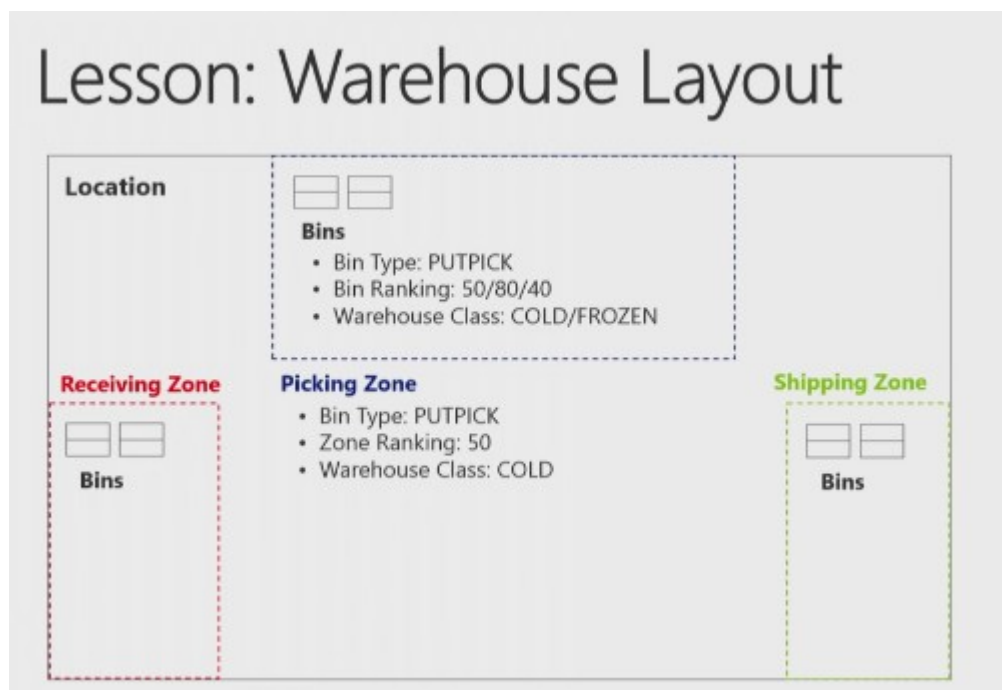 Lesson: Warehouse Layout
Location
Bins
• Bin Type: PUTPICK
• Bin Ranking: 50/80/40
• Warehouse Class: COLD/FROZEN
Receiving Zone
Bins
Picking Zone
• Bin Type: PUTPICK
• Zone Ranking: 50
• Warehouse Class: COLD
Shipping Zone
Bins